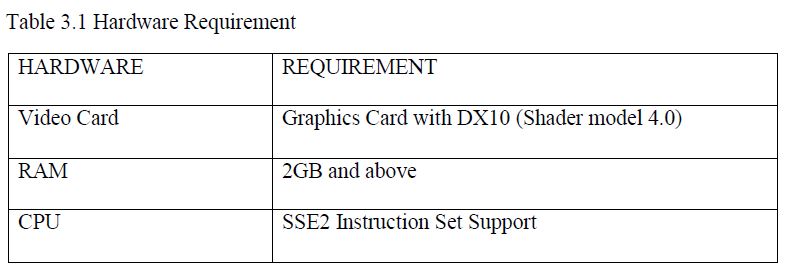 Table 3.1 Hardware Requirement
HARDWARE REQUIREMENT
Video Card Graphics Card with DX10 (Shader model 4.0)
RAM 2GB and above
CPU SSE2 Instruction Set Support